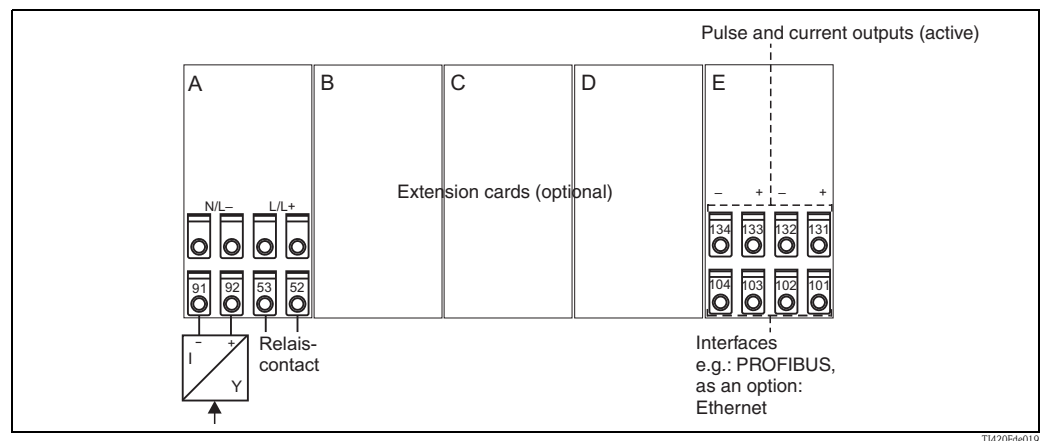 Pulse and current outputs (active)
A B C D E
Extension cards (optional)
– + – +
N/L– L/L+
134 133 132 131
91 92 53 52
104 103 102 101
– +
I
Y
Relais-
contact
Interfaces
e.g.: PROFIBUS,
as an option:
Ethernet
TI420Fde019